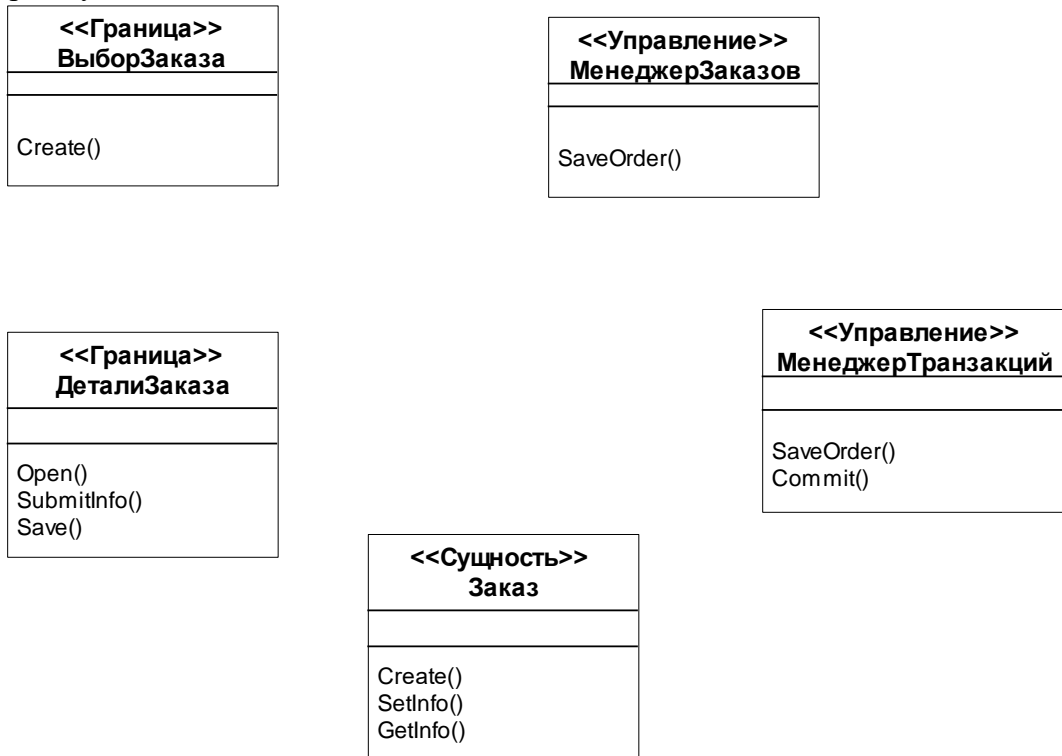 <<Граница>>
ВыборЗаказа
Create()
<<Управление>>
МенеджерЗаказов
SaveOrder()
<<Граница>>
ДеталиЗаказа
Open()
SubmitInfo()
Save()
<<Управление>>
МенеджерТранзакций
SaveOrder()
Commit()
<<Сущность>>
Заказ
Create()
SetInfo()
GetInfo()